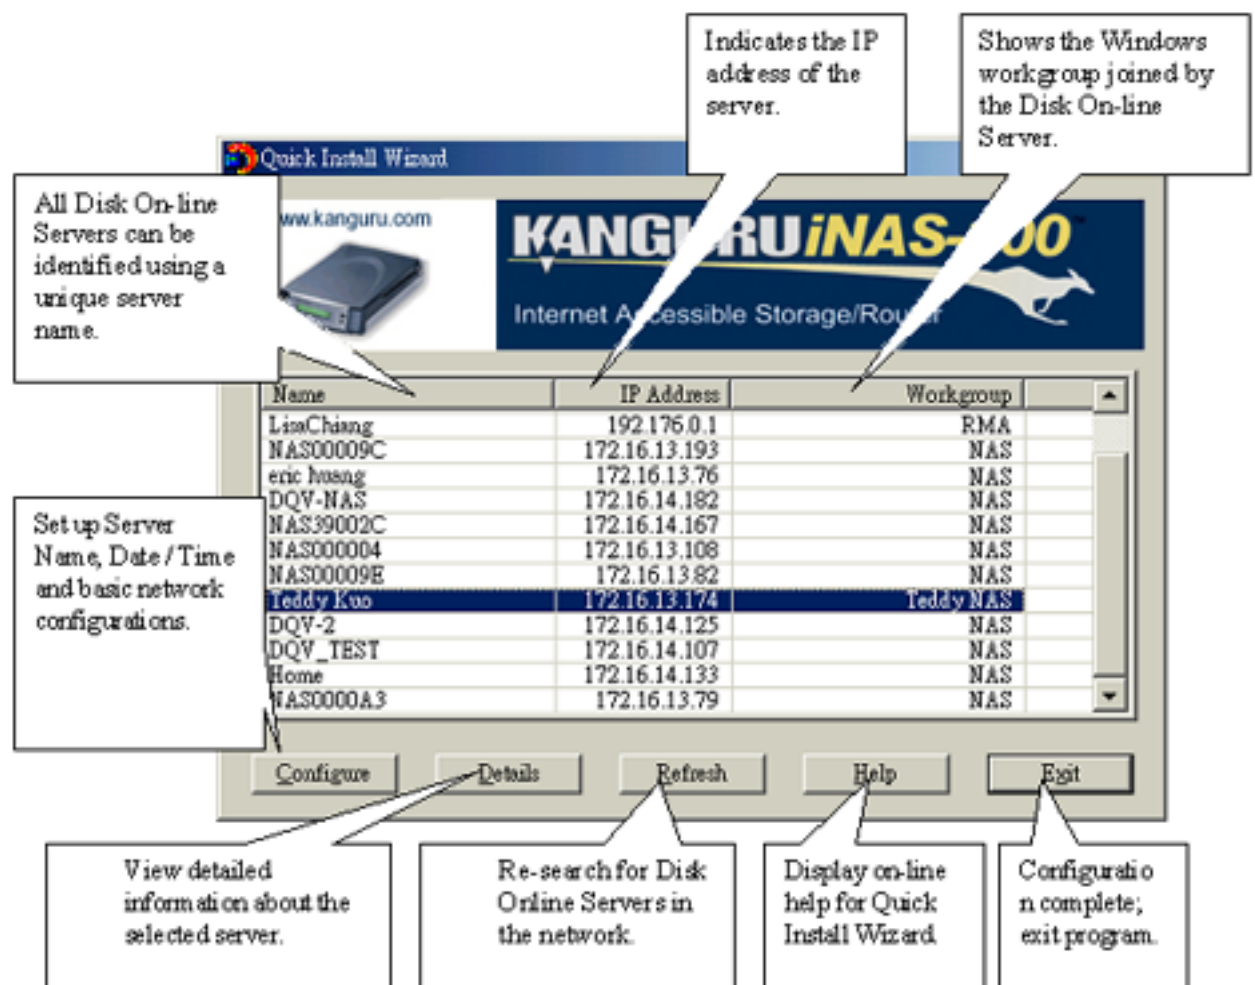 Indicates the IP
address of the
server.
Shows the Windows
workgroup joined by
the Disk On-line
Server.
Quick Install Wizard
All Disk On-line
Servers can be
identified using a
unique server
name.
www.kanguru.com
KANGURU iNAS- 00
Internet Accessible Storage/Router
Name IP Address Workgroup
LisaChiang 192.176.0.1 RMA
NAS00009C 172.16.13.193 NAS
eric huang 172.16.13.76 NAS
DQV-NAS 172.16.14.182 NAS
NAS39002C 172.16.14.167 NAS
NAS000004 172.16.13.108 NAS
NAS00009E 172.16.13.82 NAS
Teddy Kuo 172.16.13.174 Teddy NAS
DQV-2 172.16.14.125 NAS
DQV_TEST 172.16.14.107 NAS
Home 172.16.14.133 NAS
NAS0000A3 172.16.13.79 NAS
Set up Server
Name, Date / Time
and basic network
configurations.
Configure Details Refresh Help Exit
View detailed
information about the
selected server.
Re-search for Disk
Online Servers in
the network.
Display on-line
help for Quick
Install Wizard
Configuratio
n complete;
exit program.